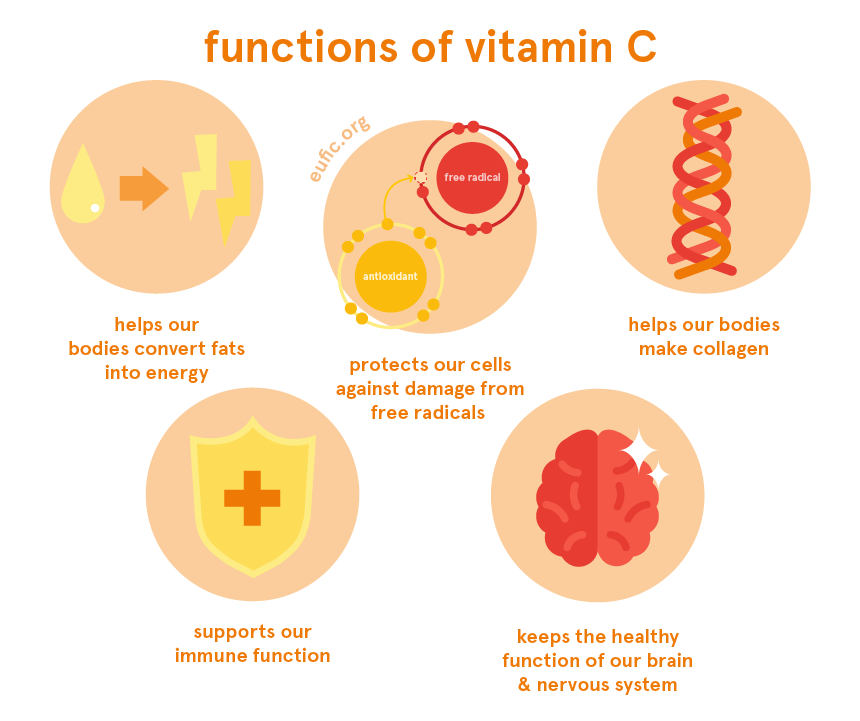 functions of vitamin C
eufic.org
free radical
antioxidant
helps our
bodies convert fats
into energy
protects our cells
against damage from
free radicals
helps our bodies
make collagen
supports our
immune function
keeps the healthy
function of our brain
& nervous system